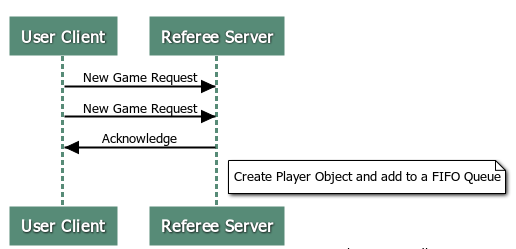 User Client
Referee Server
New Game Request
New Game Request
Acknowledge
Create Player Object and add to a FIFO Queue
User Client
Referee Server